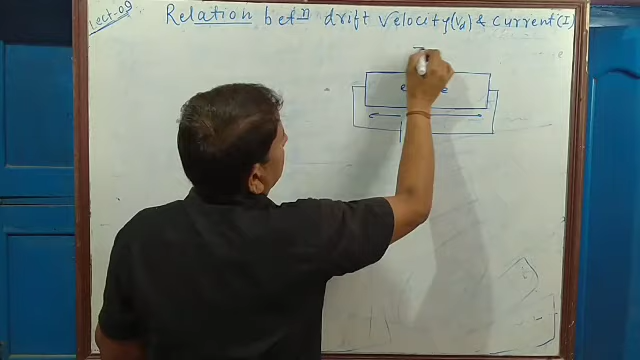 Lect-09
Relation betn drift velocity(Vd) & Current(I)
e